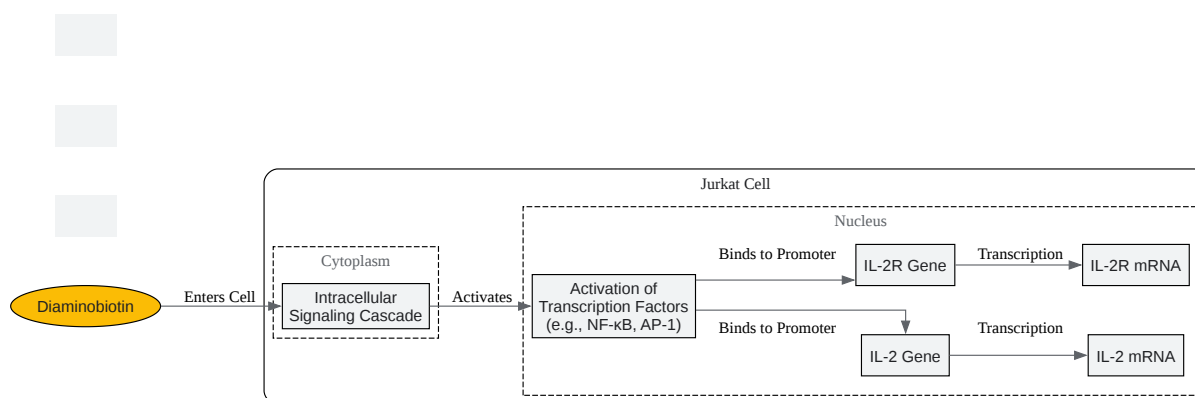 Jurkat Cell
Nucleus
Cytoplasm
Diaminobiotin
Enters Cell
Intracellular
Signaling Cascade
Activates
Activation of
Transcription Factors
(e.g., NF-κB, AP-1)
Binds to Promoter
IL-2R Gene
Transcription
IL-2R mRNA
Binds to Promoter
IL-2 Gene
Transcription
IL-2 mRNA